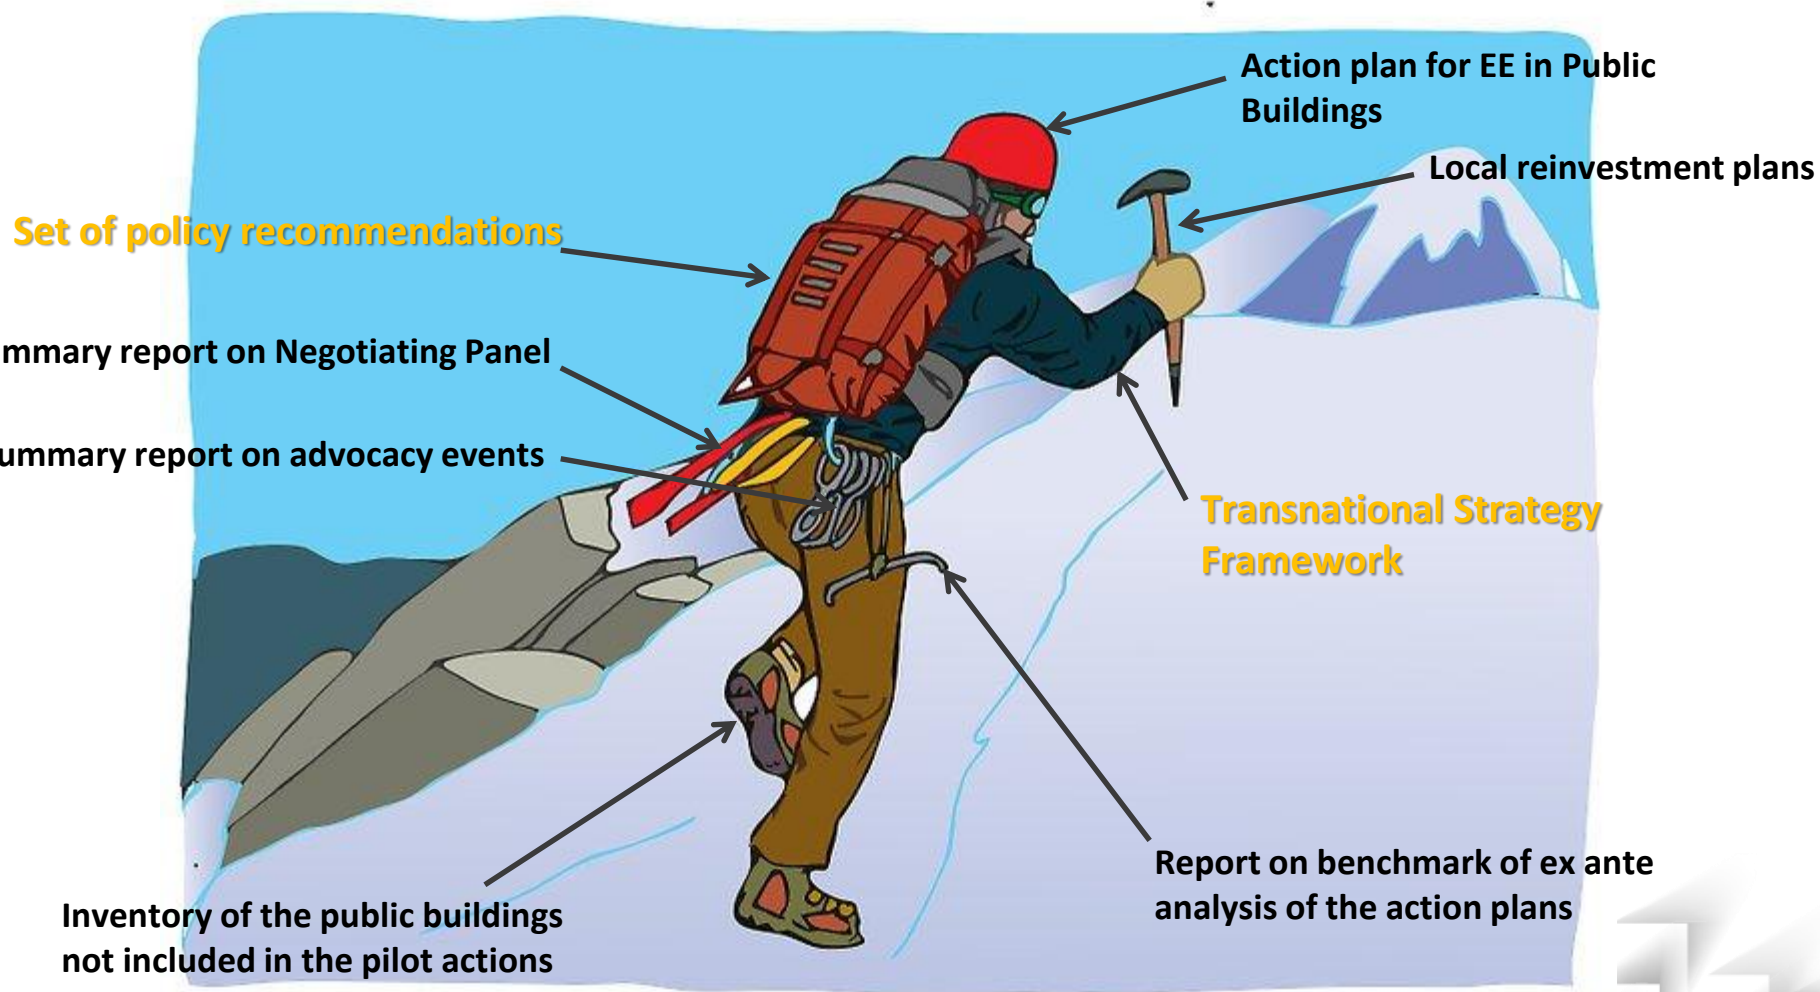 Action plan for EE in Public
Buildings
Local reinvestment plans
Set of policy recommendations
report on Negotiating Panel
report on advocacy events
Transnational Strategy
Framework
Report on benchmark of ex ante
analysis of the action plans
Inventory of the public buildings
not included in the pilot actions